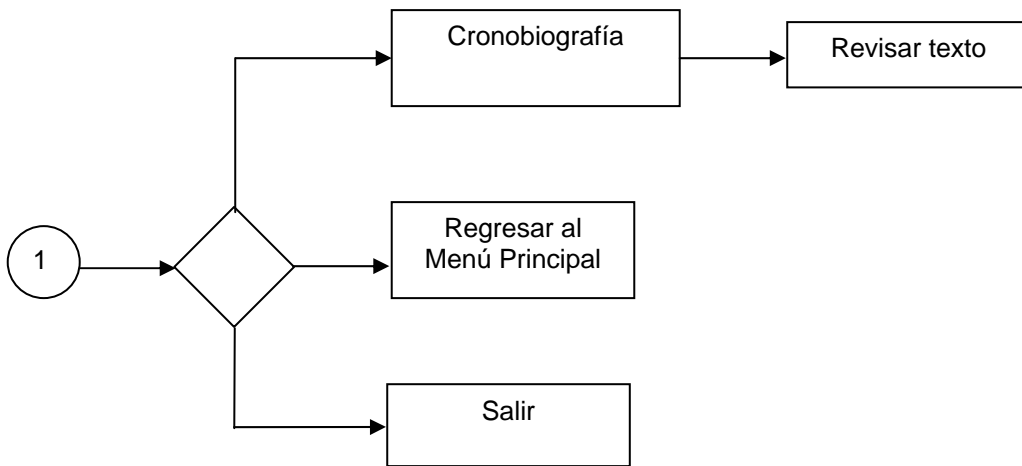 Cronobiografía
Revisar texto
1
Regresar al
Menú Principal
Salir